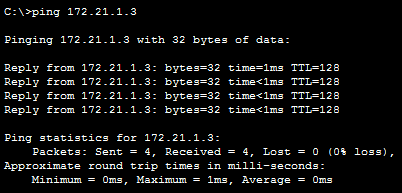 C:\>ping 172.21.1.3
Pinging 172.21.1.3 with 32 bytes of data:
Reply from 172.21.1.3: bytes=32 time=1ms TTL=128
Reply from 172.21.1.3: bytes=32 time<1ms TTL=128
Reply from 172.21.1.3: bytes=32 time<1ms TTL=128
Reply from 172.21.1.3: bytes=32 time<1ms TTL=128
Ping statistics for 172.21.1.3:
    Packets: Sent = 4, Received = 4, Lost = 0 (0% loss),
Approximate round trip times in milli-seconds:
    Minimum = 0ms, Maximum = 1ms, Average = 0ms